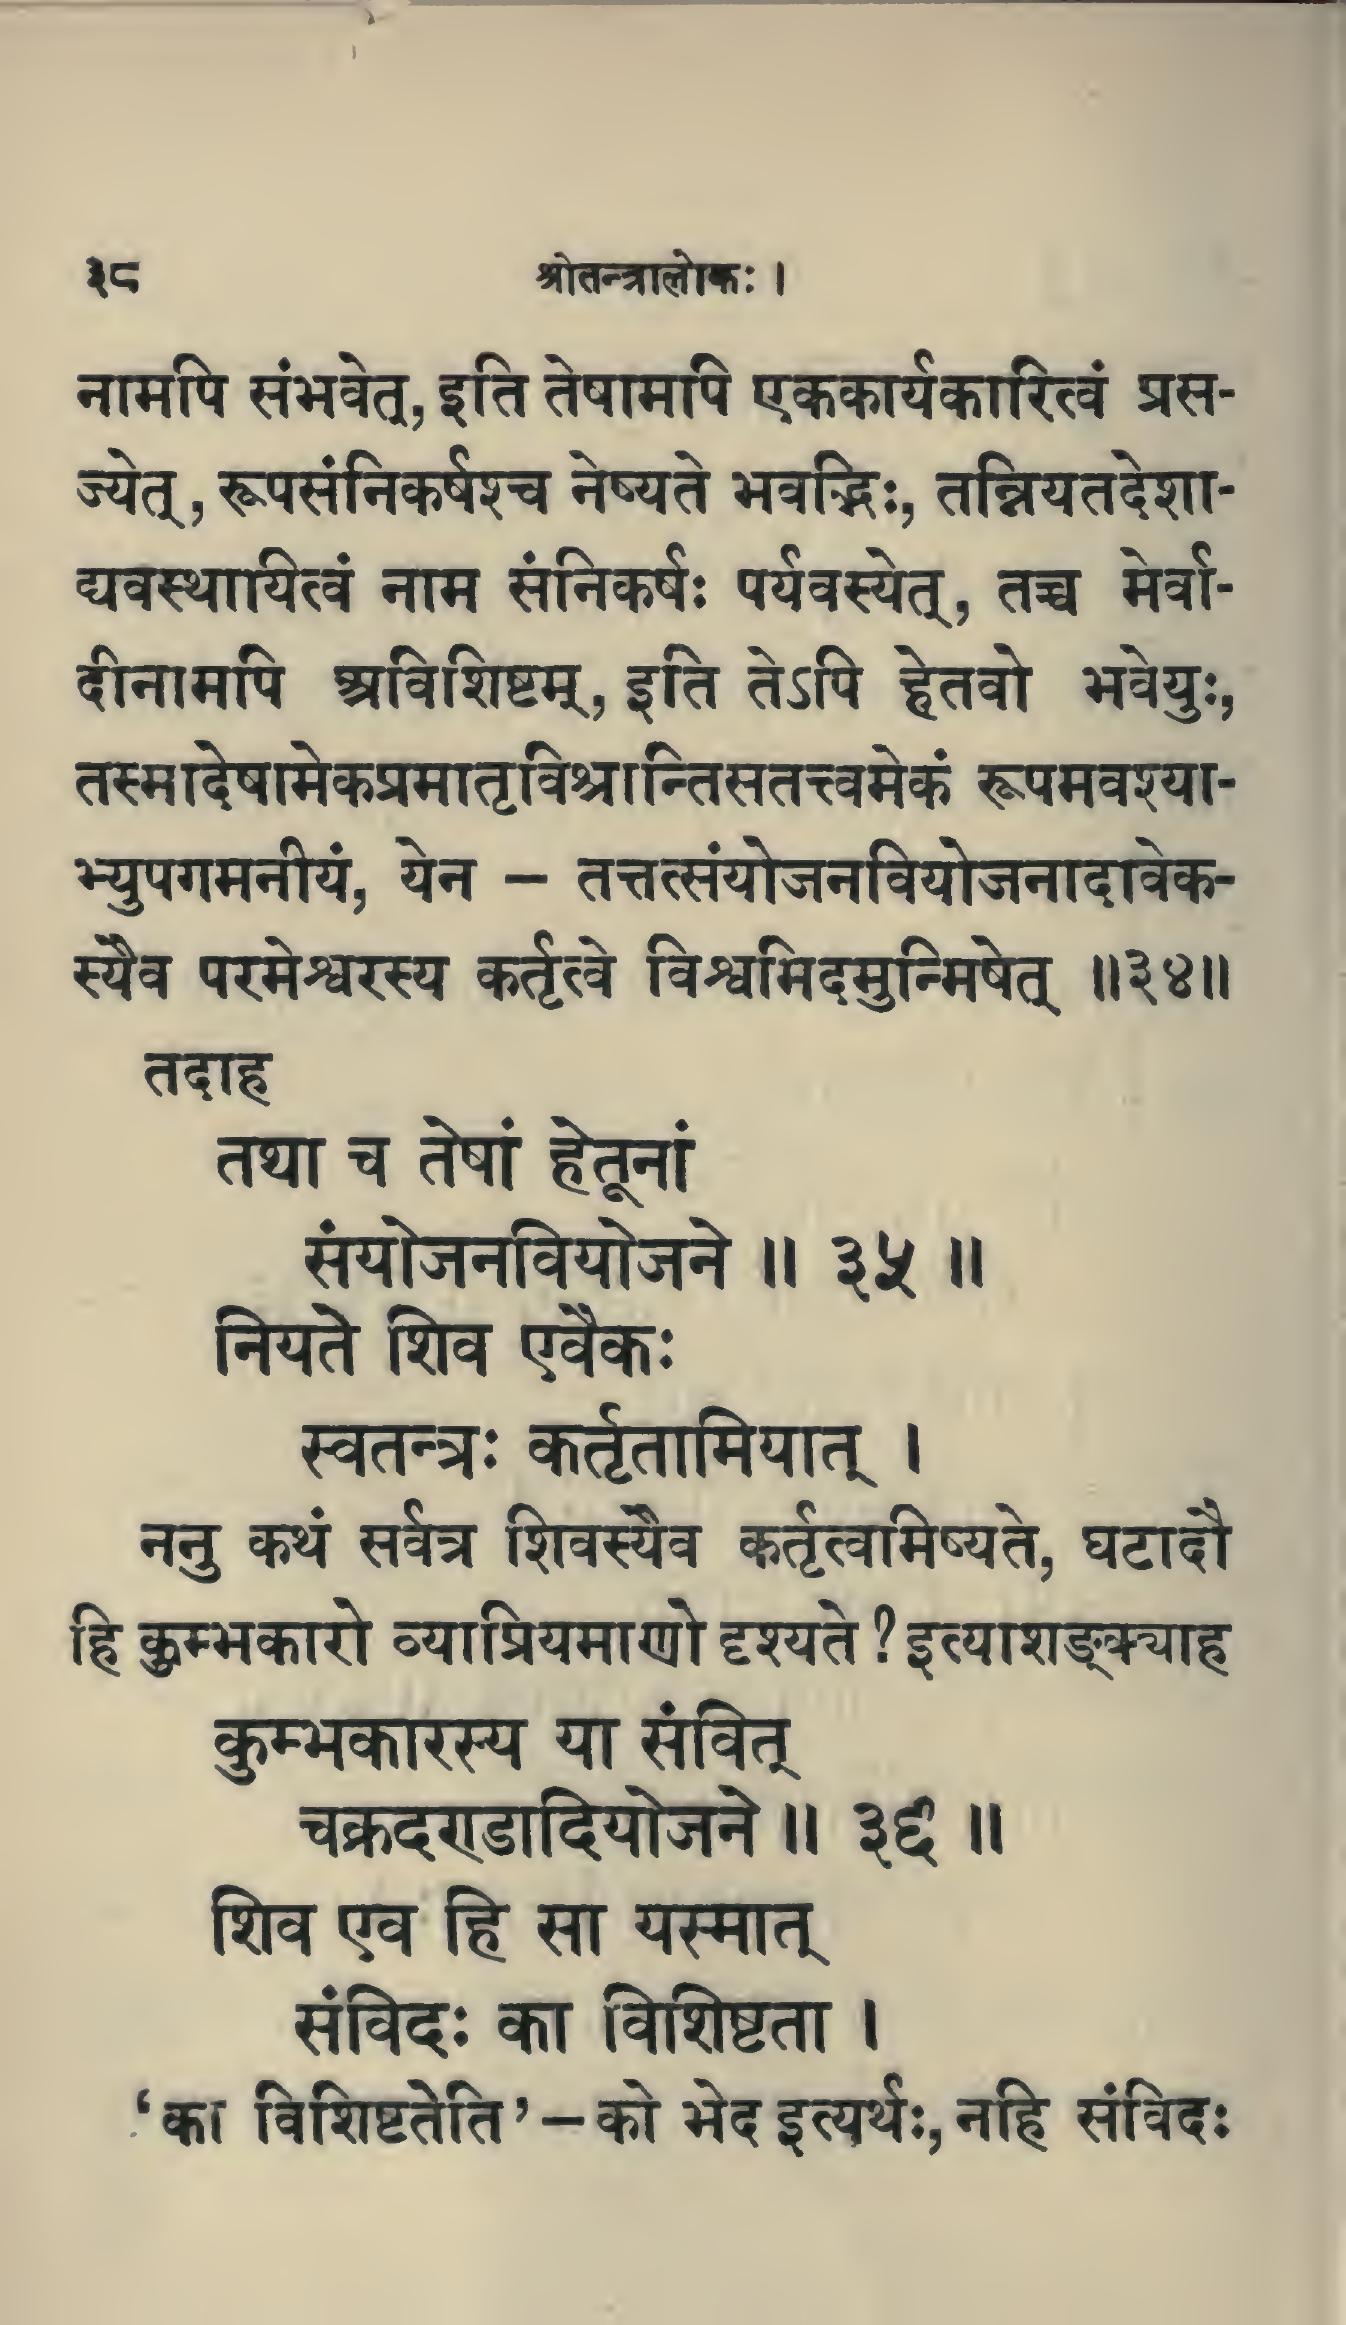 ३८ श्रीतन्त्रालोकः ।
नामपि संभवेत्, इति तेषामपि एककार्यकारित्वं प्रस-
ज्येत्, रूपसंनिकर्षश्च नेष्यते भवद्भिः, तन्नियतदेशा-
द्यवस्थायित्वं नाम संनिकर्षः पर्यवस्येत्, तच्च मेर्वा-
दीनामपि अविशिष्टम्, इति तेऽपि हेतवो भवेयुः,
तस्मादेषामेकप्रमातृविश्रान्तिसतत्त्वमेकं रूपमवश्या-
भ्युपगमनीयं, येन – तत्तत्संयोजनवियोजनादावेक-
स्यैव परमेश्वरस्य कर्तृत्वे विश्वमिदमुन्मिषेत् ॥३४॥
तदाह
तथा च तेषां हेतूनां
संयोजनवियोजने ॥ ३५ ॥
नियते शिव एवैकः
स्वतन्त्रः कर्तृतामियात् ।
ननु कथं सर्वत्र शिवस्यैव कर्तृत्वमिष्यते, घटादौ
हि कुम्भकारो व्याप्रियमाणो दृश्यते ? इत्याशङ्क्याह
कुम्भकारस्य या संवित्
चक्रदण्डादियोजने ॥ ३६ ॥
शिव एव हि सा यस्मात्
संविदः का विशिष्टता ।
‘का विशिष्टतेति’ – को भेद इत्यर्थः, नहि संविदः